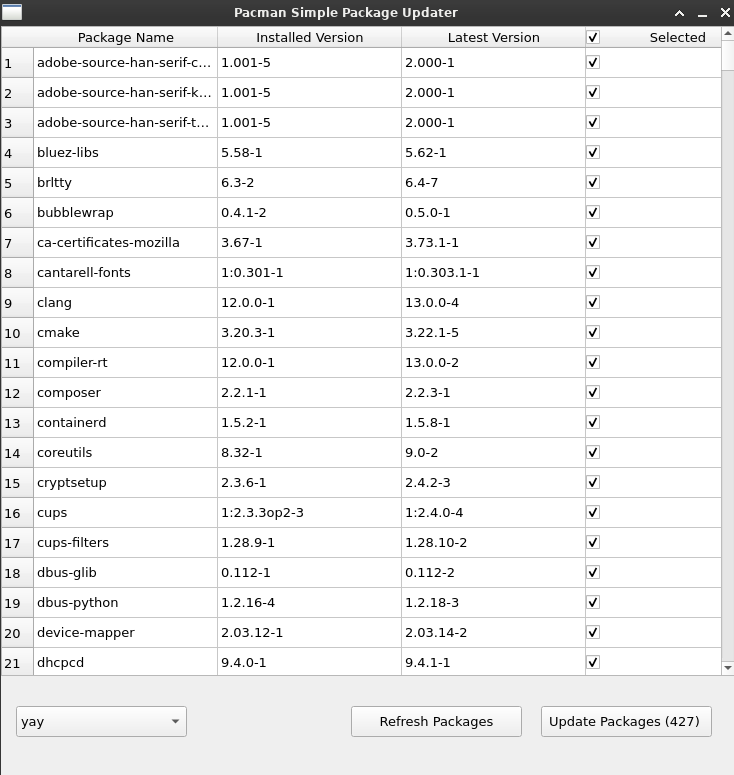 Pacman Simple Package Updater
Package Name Installed Version Latest Version Selected
1 adobe-source-han-serif-c... 1.001-5 2.000-1
2 adobe-source-han-serif-k... 1.001-5 2.000-1
3 adobe-source-han-serif-t... 1.001-5 2.000-1
4 bluez-libs 5.58-1 5.62-1
5 brltty 6.3-2 6.4-7
6 bubblewrap 0.4.1-2 0.5.0-1
7 ca-certificates-mozilla 3.67-1 3.73.1-1
8 cantarell-fonts 1:0.301-1 1:0.303.1-1
9 clang 12.0.0-1 13.0.0-4
10 cmake 3.20.3-1 3.22.1-5
11 compiler-rt 12.0.0-1 13.0.0-2
12 composer 2.2.1-1 2.2.3-1
13 containerd 1.5.2-1 1.5.8-1
14 coreutils 8.32-1 9.0-2
15 cryptsetup 2.3.6-1 2.4.2-3
16 cups 1:2.3.3op2-3 1:2.4.0-4
17 cups-filters 1.28.9-1 1.28.10-2
18 dbus-glib 0.112-1 0.112-2
19 dbus-python 1.2.16-4 1.2.18-3
20 device-mapper 2.03.12-1 2.03.14-2
21 dhcpcd 9.4.0-1 9.4.1-1
yay Refresh Packages Update Packages (427)